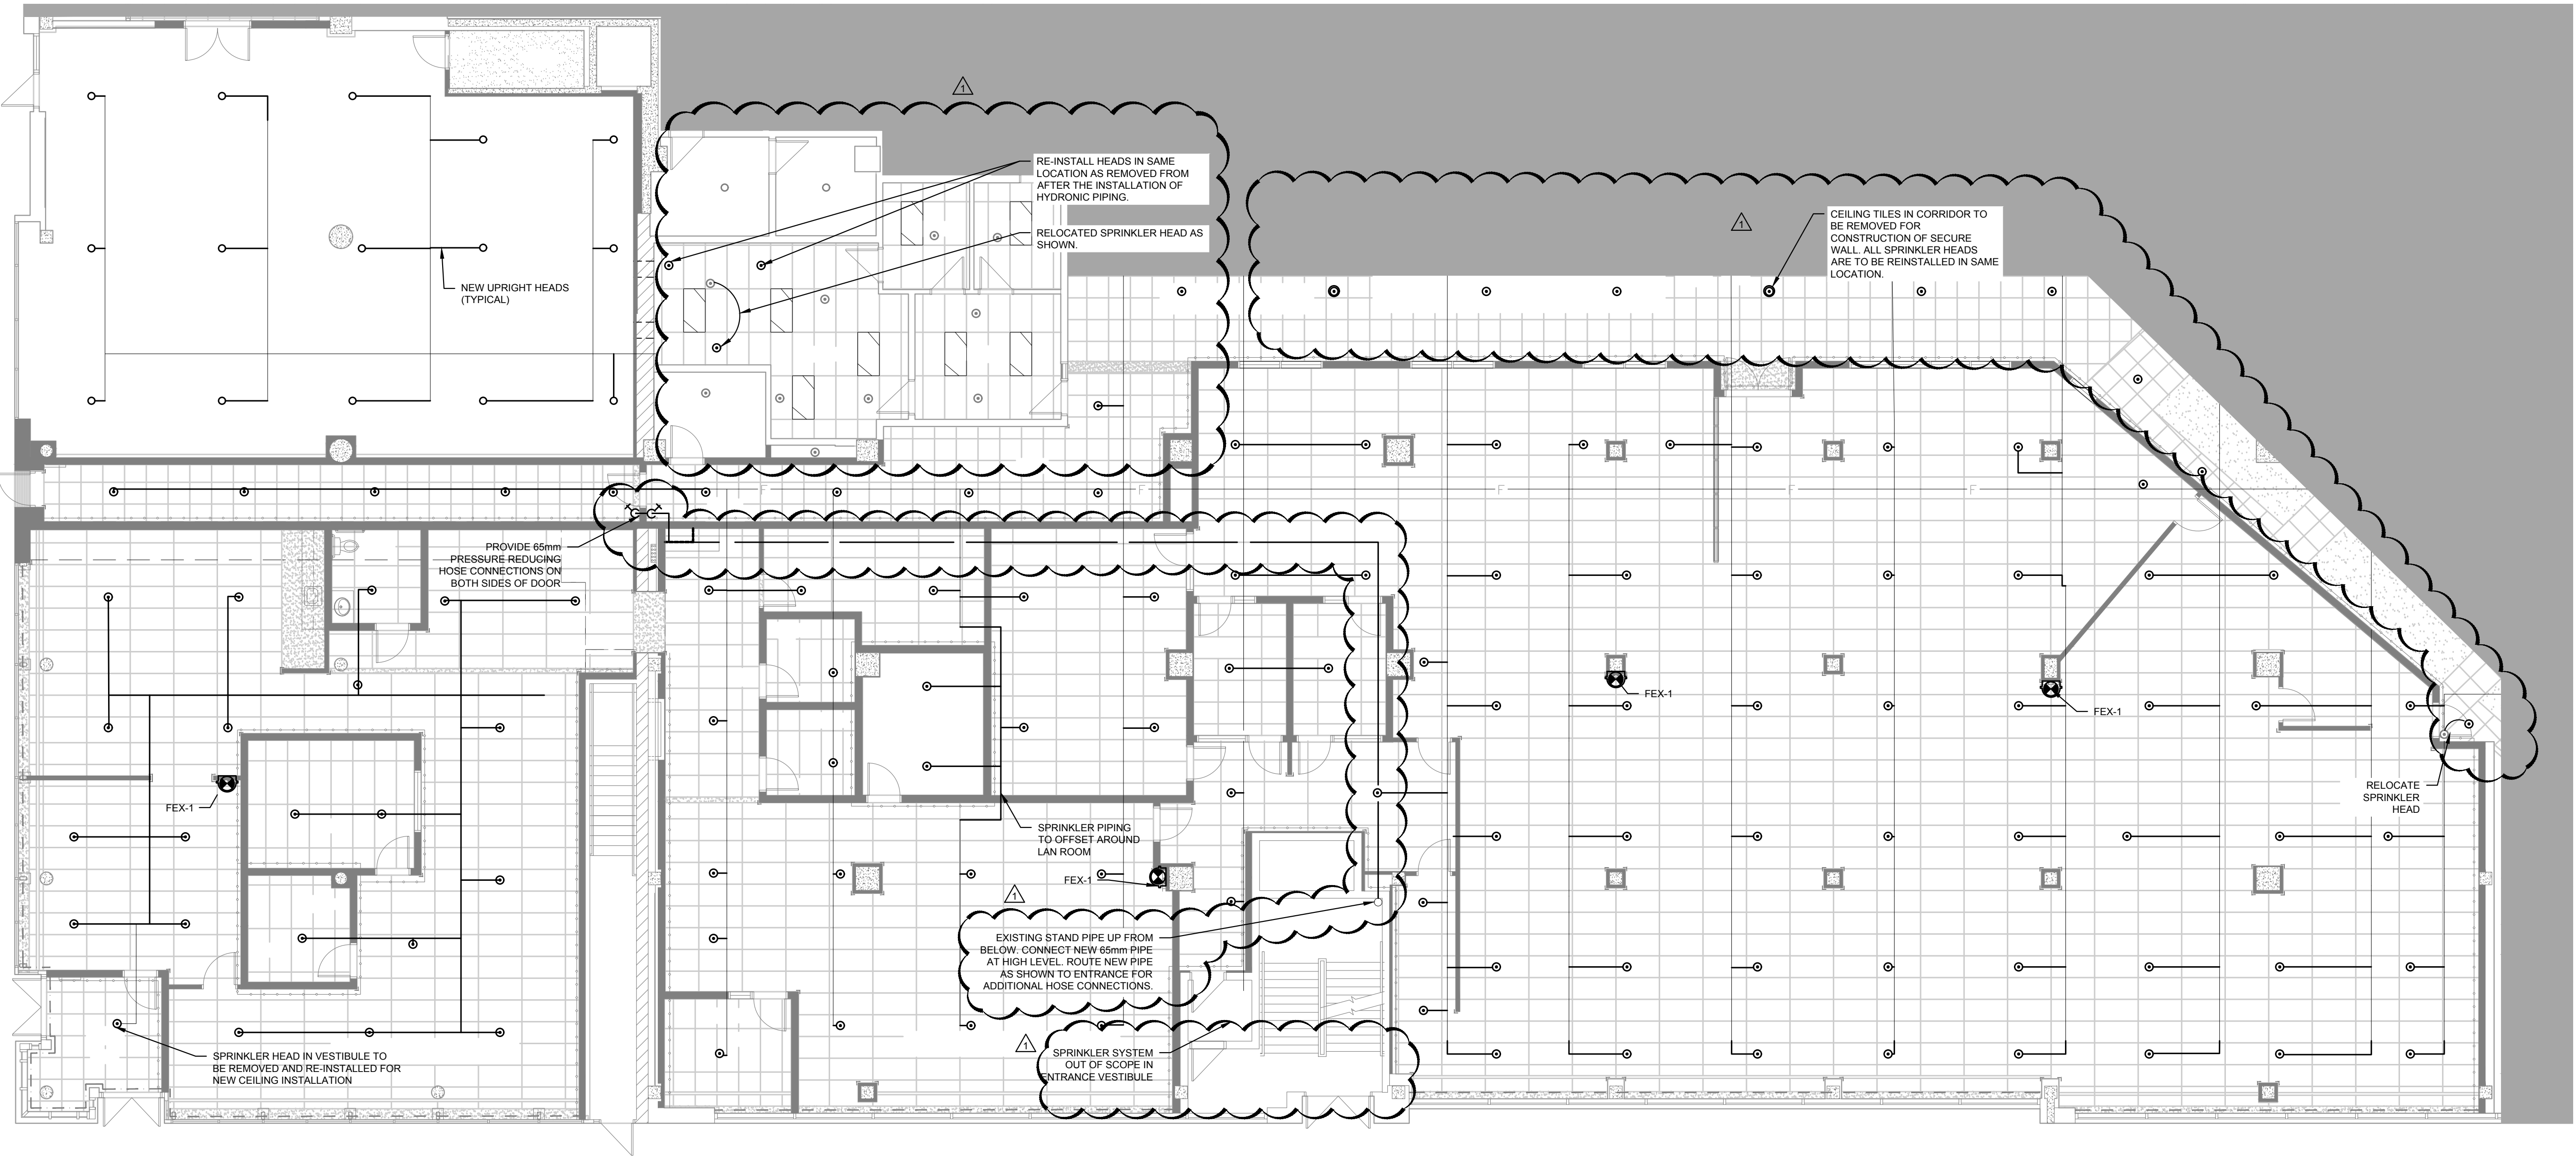 1
RE-INSTALL HEADS IN SAME
LOCATION AS REMOVED FROM
AFTER THE INSTALLATION OF
HYDRONIC PIPING.
RELOCATED SPRINKLER HEAD AS
SHOWN.
1
CEILING TILES IN CORRIDOR TO
BE REMOVED FOR
CONSTRUCTION OF SECURE
WALL. ALL SPRINKLER HEADS
ARE TO BE REINSTALLED IN SAME
LOCATION.
NEW UPRIGHT HEADS
(TYPICAL)
F
F
F
F
F
PROVIDE 65mm
PRESSURE REDUCING
HOSE CONNECTIONS ON
BOTH SIDES OF DOOR
FEX-1
FEX-1
FEX-1
RELOCATE
SPRINKLER
HEAD
SPRINKLER PIPING
TO OFFSET AROUND
LAN ROOM
FEX-1
1
EXISTING STAND PIPE UP FROM
BELOW. CONNECT NEW 65mm PIPE
AT HIGH LEVEL. ROUTE NEW PIPE
AS SHOWN TO ENTRANCE FOR
ADDITIONAL HOSE CONNECTIONS.
1
SPRINKLER SYSTEM
OUT OF SCOPE IN
ENTRANCE VESTIBULE
SPRINKLER HEAD IN VESTIBULE TO
BE REMOVED AND RE-INSTALLED FOR
NEW CEILING INSTALLATION